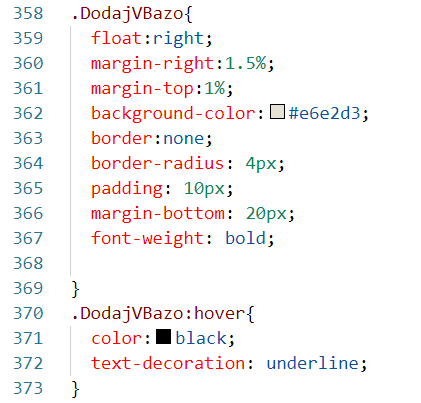 358 .DodajVBazo{
359 float:right;
360 margin-right:1.5%;
361 margin-top:1%;
362 background-color:#e6e2d3;
363 border:none;
364 border-radius: 4px;
365 padding: 10px;
366 margin-bottom: 20px;
367 font-weight: bold;
368
369 }
370 .DodajVBazo:hover{
371 color:black;
372 text-decoration: underline;
373 }